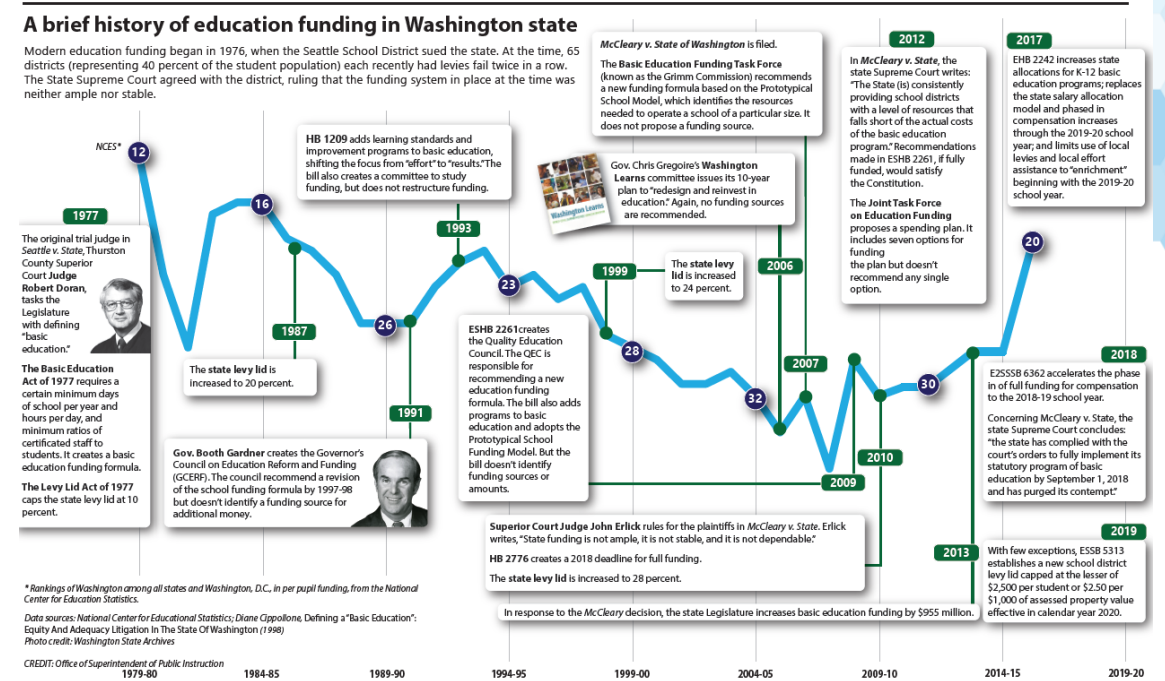 A brief history of education funding in Washington state
Modern education funding began in 1976, when the Seattle School District sued the state. At the time, 65
districts (representing 40 percent of the student population) each recently had levies fail twice in a row.
The State Supreme Court agreed with the district, ruling that the funding system in place at the time was
neither ample nor stable.
NCES*
12
1977
The original trial judge in
Seattle v. State, Thurston
County Superior
Court Judge
Robert Doran,
tasks the
Legislature
with defining
"basic
education."
The Basic Education
Act of 1977 requires a
certain minimum days
of school per year and
hours per day, and
minimum ratios of
certificated staff to
students. It creates a basic
education funding formula.
The Levy Lid Act of 1977
caps the state levy lid at 10
percent.
16
1987
The state levy lid is
increased to 20 percent.
26
1991
Gov. Booth Gardner creates the Governor's
Council on Education Reform and Funding
(GCERF). The council recommend a revision
of the school funding formula by 1997-98
but doesn't identify a funding source for
additional money.
HB 1209 adds learning standards and
improvement programs to basic education,
shifting the focus from "effort" to "results." The
bill also creates a committee to study
funding, but does not restructure funding.
1993
23
1999
The state levy
lid is increased
to 24 percent.
28
32
Washington Learns
Gov. Chris Gregoire's Washington
Learns committee issues its 10-year
plan to "redesign and reinvest in
education." Again, no funding sources
are recommended.
2006
McCleary v. State of Washington is filed.
The Basic Education Funding Task Force
(known as the Grimm Commission) recommends
a new funding formula based on the Prototypical
School Model, which identifies the resources
needed to operate a school of a particular size. It
does not propose a funding source.
2007
ESHB 2261creates
the Quality Education
Council. The QEC is
responsible for
recommending a new
education funding
formula. The bill also adds
programs to basic
education and adopts the
Prototypical School
Funding Model. But the
bill doesn't identify
funding sources or
amounts.
2009
2010
Superior Court Judge John Erlick rules for the plaintiffs in McCleary v. State. Erlick
writes, "State funding is not ample, it is not stable, and it is not dependable."
HB 2776 creates a 2018 deadline for full funding.
The state levy lid is increased to 28 percent.
30
2012
In McCleary v. State, the
state Supreme Court writes:
"The State (is) consistently
providing school districts
with a level of resources that
falls short of the actual costs
of the basic education
program." Recommendations
made in ESHB 2261, if fully
funded, would satisfy
the Constitution.
The Joint Task Force
on Education Funding
proposes a spending plan. It
includes seven options for
funding
the plan but doesn't
recommend any single
option.
2013
In response to the McCleary decision, the state Legislature increases basic education funding by $955 million.
2017
EHB 2242 increases state
allocations for K-12 basic
education programs; replaces
the state salary allocation
model and phased in
compensation increases
through the 2019-20 school
year; and limits use of local
levies and local effort
assistance to "enrichment"
beginning with the 2019-20
school year.
20
2018
E2SSSB 6362 accelerates the phase
in of full funding for compensation
to the 2018-19 school year.
Concerning McCleary v. State, the
state Supreme Court concludes:
"the state has complied with the
court's orders to fully implement its
statutory program of basic
education by September 1, 2018
and has purged its contempt."
2019
With few exceptions, ESSB 5313
establishes a new school district
levy lid capped at the lesser of
$2,500 per student or $2.50 per
$1,000 of assessed property value
effective in calendar year 2020.
* Rankings of Washington among all states and Washington, D.C., in per pupil funding, from the National
Center for Education Statistics.
Data sources: National Center for Educational Statistics; Diane Cippollone, Defining a "Basic Education":
Equity And Adequacy Litigation In The State Of Washington (1998)
Photo credit: Washington State Archives
CREDIT: Office of Superintendent of Public Instruction
1979-80
1984-85
1989-90
1994-95
1999-00
2004-05
2009-10
2014-15
2019-20